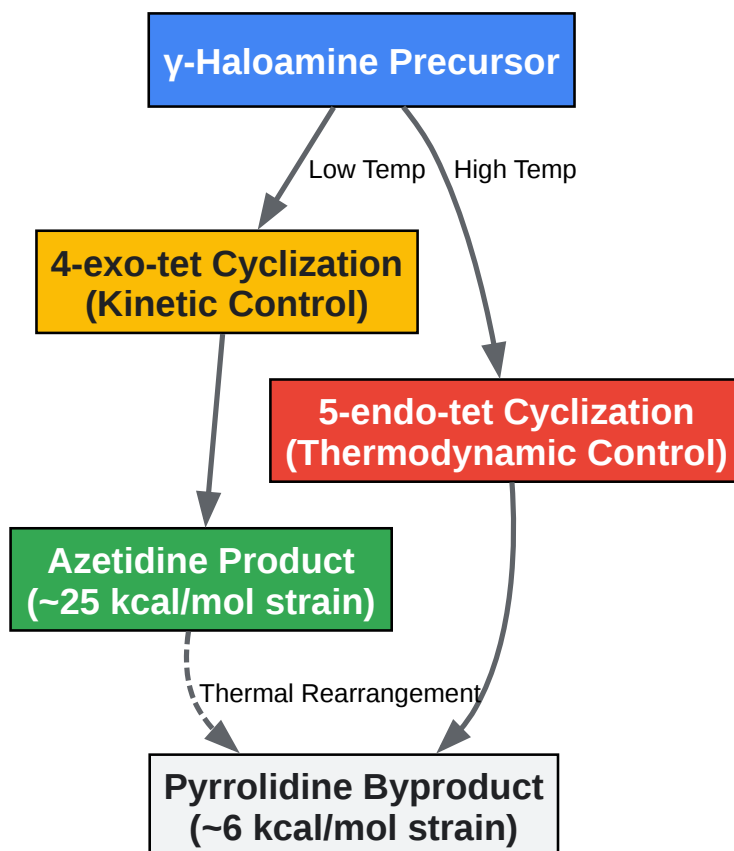 γ-Haloamine Precursor
Low Temp
High Temp
4-exo-tet Cyclization
(Kinetic Control)
5-endo-tet Cyclization
(Thermodynamic Control)
Azetidine Product
(~25 kcal/mol strain)
Thermal Rearrangement
Pyrrolidine Byproduct
(~6 kcal/mol strain)